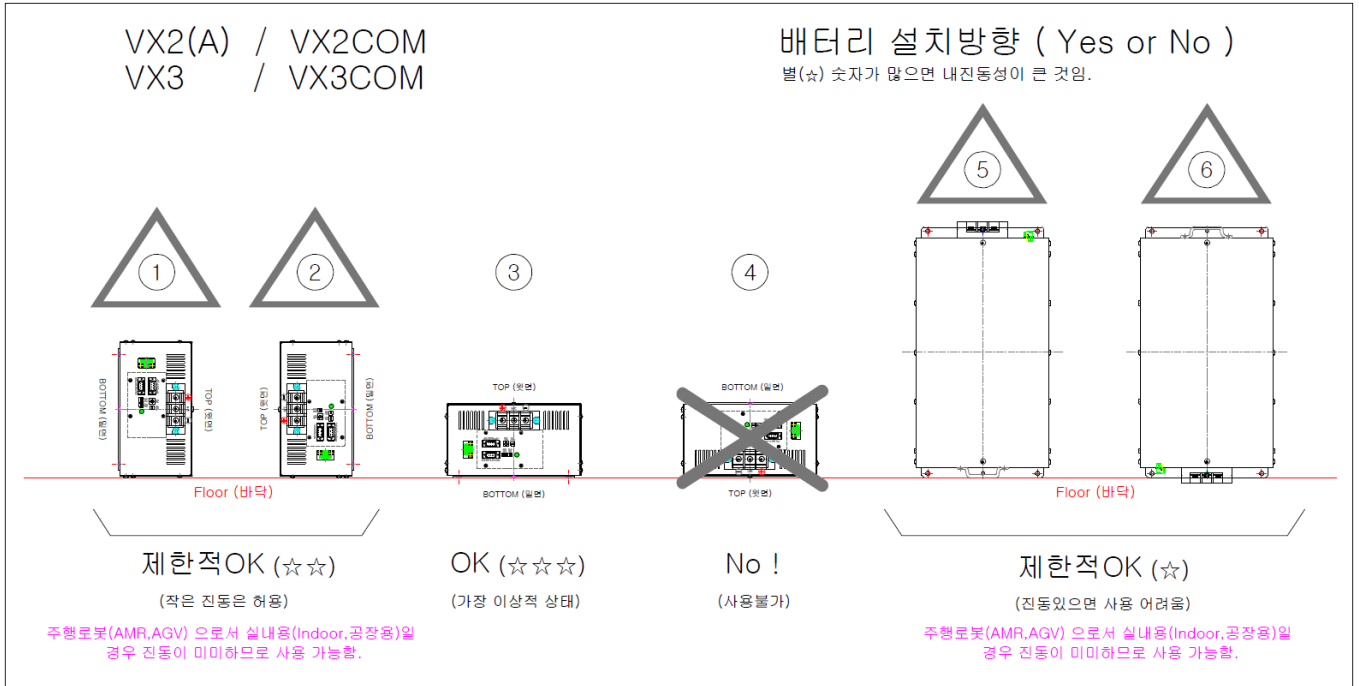 VX2(A) / VX2COM
VX3 / VX3COM
배터리 설치방향 ( Yes or No )
별(☆) 숫자가 많으면 내진동성이 큰 것임.
1
2
3
4
5
6
BOTTOM (밑면)
TOP (윗면)
TOP (윗면)
BOTTOM (밑면)
TOP (윗면)
BOTTOM (밑면)
BOTTOM (밑면)
TOP (윗면)
Floor (바닥)
Floor (바닥)
제한적OK (☆☆)
(작은 진동은 허용)
주행로봇(AMR,AGV) 으로서 실내용(Indoor,공장용)일
경우 진동이 미미하므로 사용 가능함.
OK (☆☆☆)
(가장 이상적 상태)
No !
(사용불가)
제한적OK (☆)
(진동있으면 사용 어려움)
주행로봇(AMR,AGV) 으로서 실내용(Indoor,공장용)일
경우 진동이 미미하므로 사용 가능함.